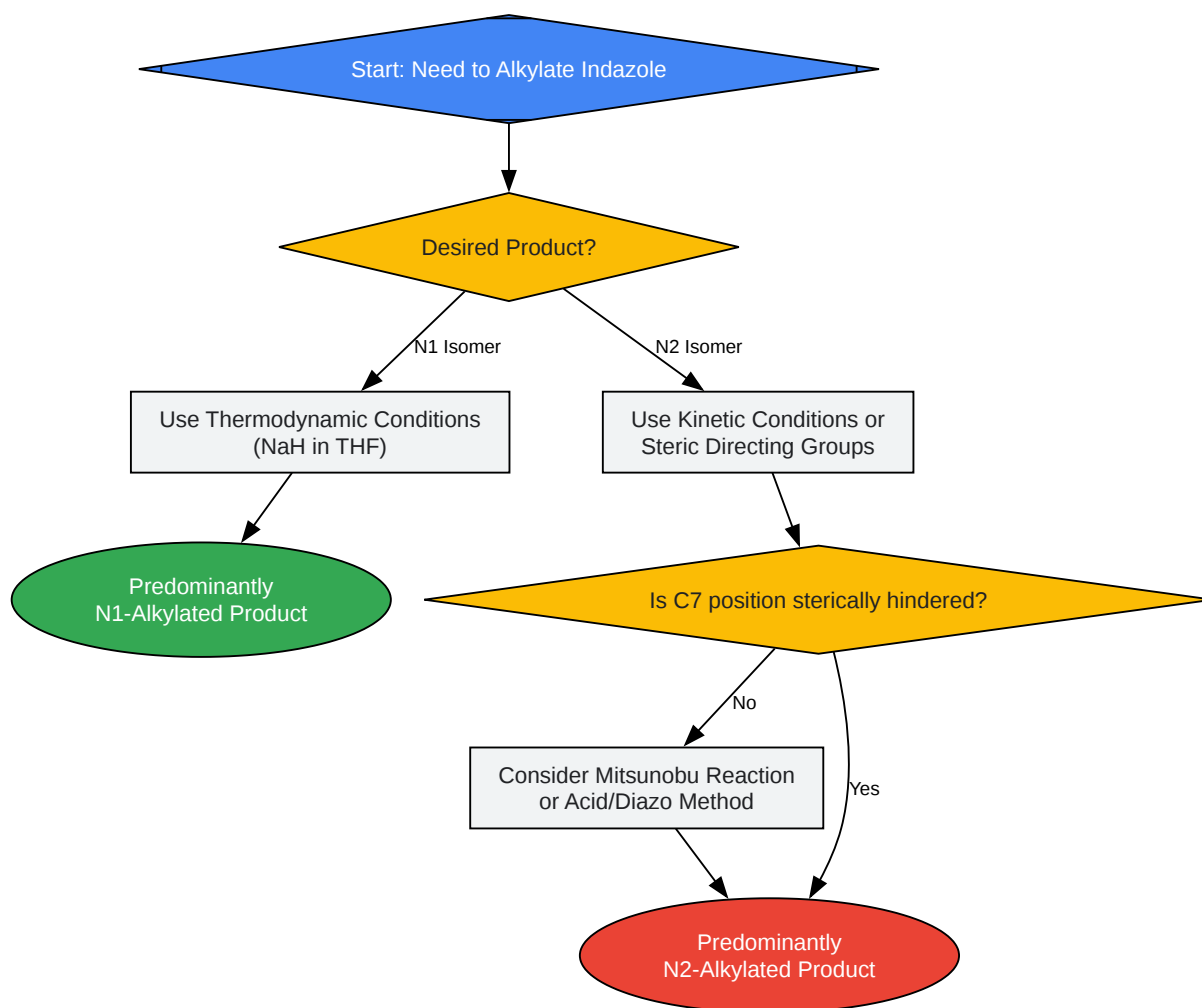 Start: Need to Alkylate Indazole
Desired Product?
N1 Isomer
N2 Isomer
Use Thermodynamic Conditions
(NaH in THF)
Use Kinetic Conditions or
Steric Directing Groups
Predominantly
N1-Alkylated Product
Is C7 position sterically hindered?
No
Yes
Consider Mitsunobu Reaction
or Acid/Diazo Method
Predominantly
N2-Alkylated Product